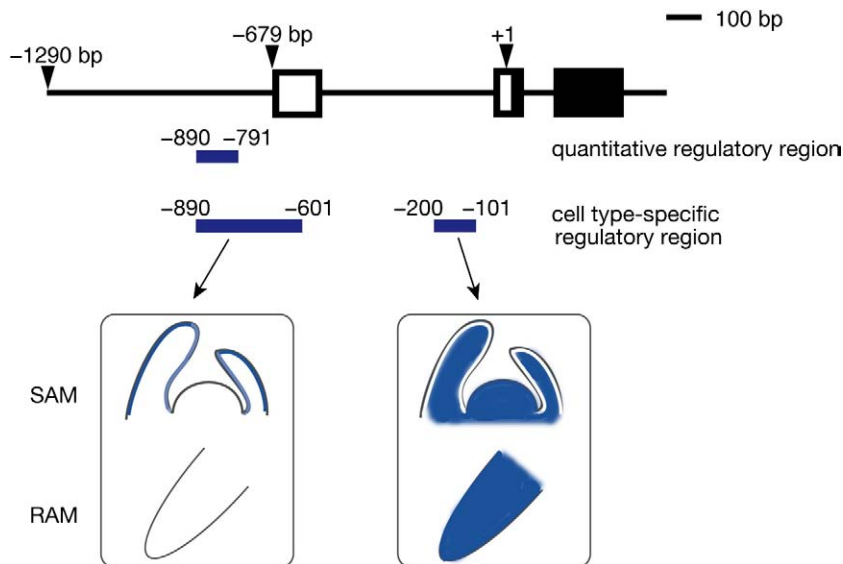 100 bp
−679 bp
+1
−1290 bp
−890 −791
quantitative regulatory region
−890 −601
−200 −101
cell type-specific
regulatory region
SAM
RAM